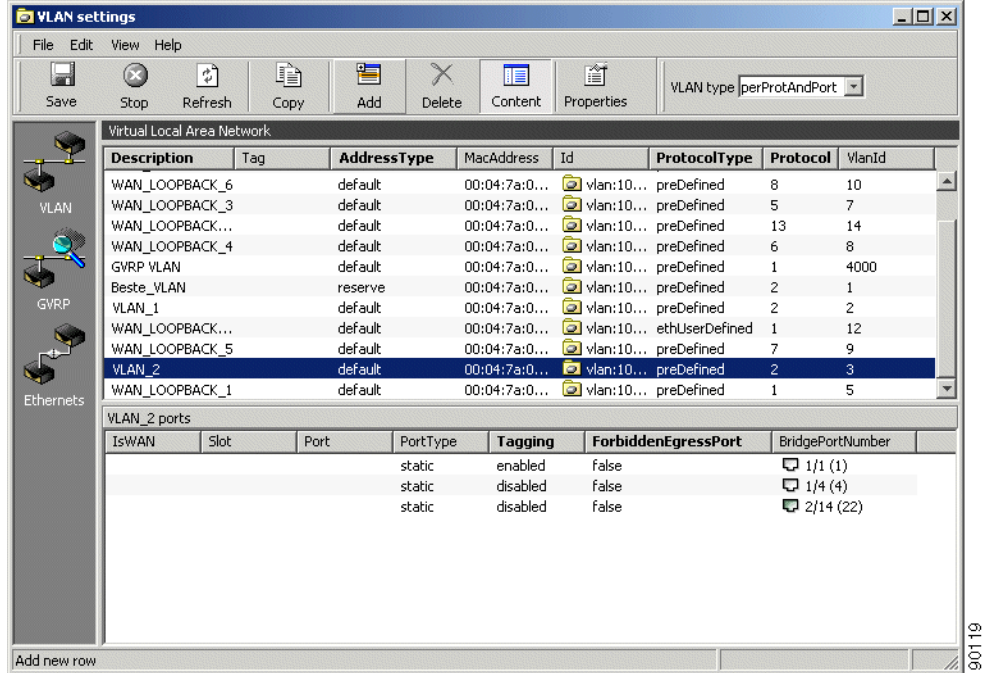 VLAN settings
File Edit View Help
Save Stop Refresh Copy Add Delete Content Properties VLAN type perProtAndPort
VLAN
GVRP
Ethernets
Virtual Local Area Network
Description Tag AddressType MacAddress Id ProtocolType Protocol VlanId
WAN_LOOPBACK_6 default 00:04:7a:0... vlan:10... preDefined 8 10
WAN_LOOPBACK_3 default 00:04:7a:0... vlan:10... preDefined 5 7
WAN_LOOPBACK... default 00:04:7a:0... vlan:10... preDefined 13 14
WAN_LOOPBACK_4 default 00:04:7a:0... vlan:10... preDefined 6 8
GVRP VLAN default 00:04:7a:0... vlan:10... preDefined 1 4000
Beste_VLAN reserve 00:04:7a:0... vlan:10... preDefined 2 1
VLAN_1 default 00:04:7a:0... vlan:10... preDefined 2 2
WAN_LOOPBACK... default 00:04:7a:0... vlan:10... ethUserDefined 1 12
WAN_LOOPBACK_5 default 00:04:7a:0... vlan:10... preDefined 7 9
VLAN_2 default 00:04:7a:0... vlan:10... preDefined 2 3
WAN_LOOPBACK_1 default 00:04:7a:0... vlan:10... preDefined 1 5
VLAN_2 ports
IsWAN Slot Port PortType Tagging ForbiddenEgressPort BridgePortNumber
static enabled false 1/1 (1)
static disabled false 1/4 (4)
static disabled false 2/14 (22)
Add new row
90119